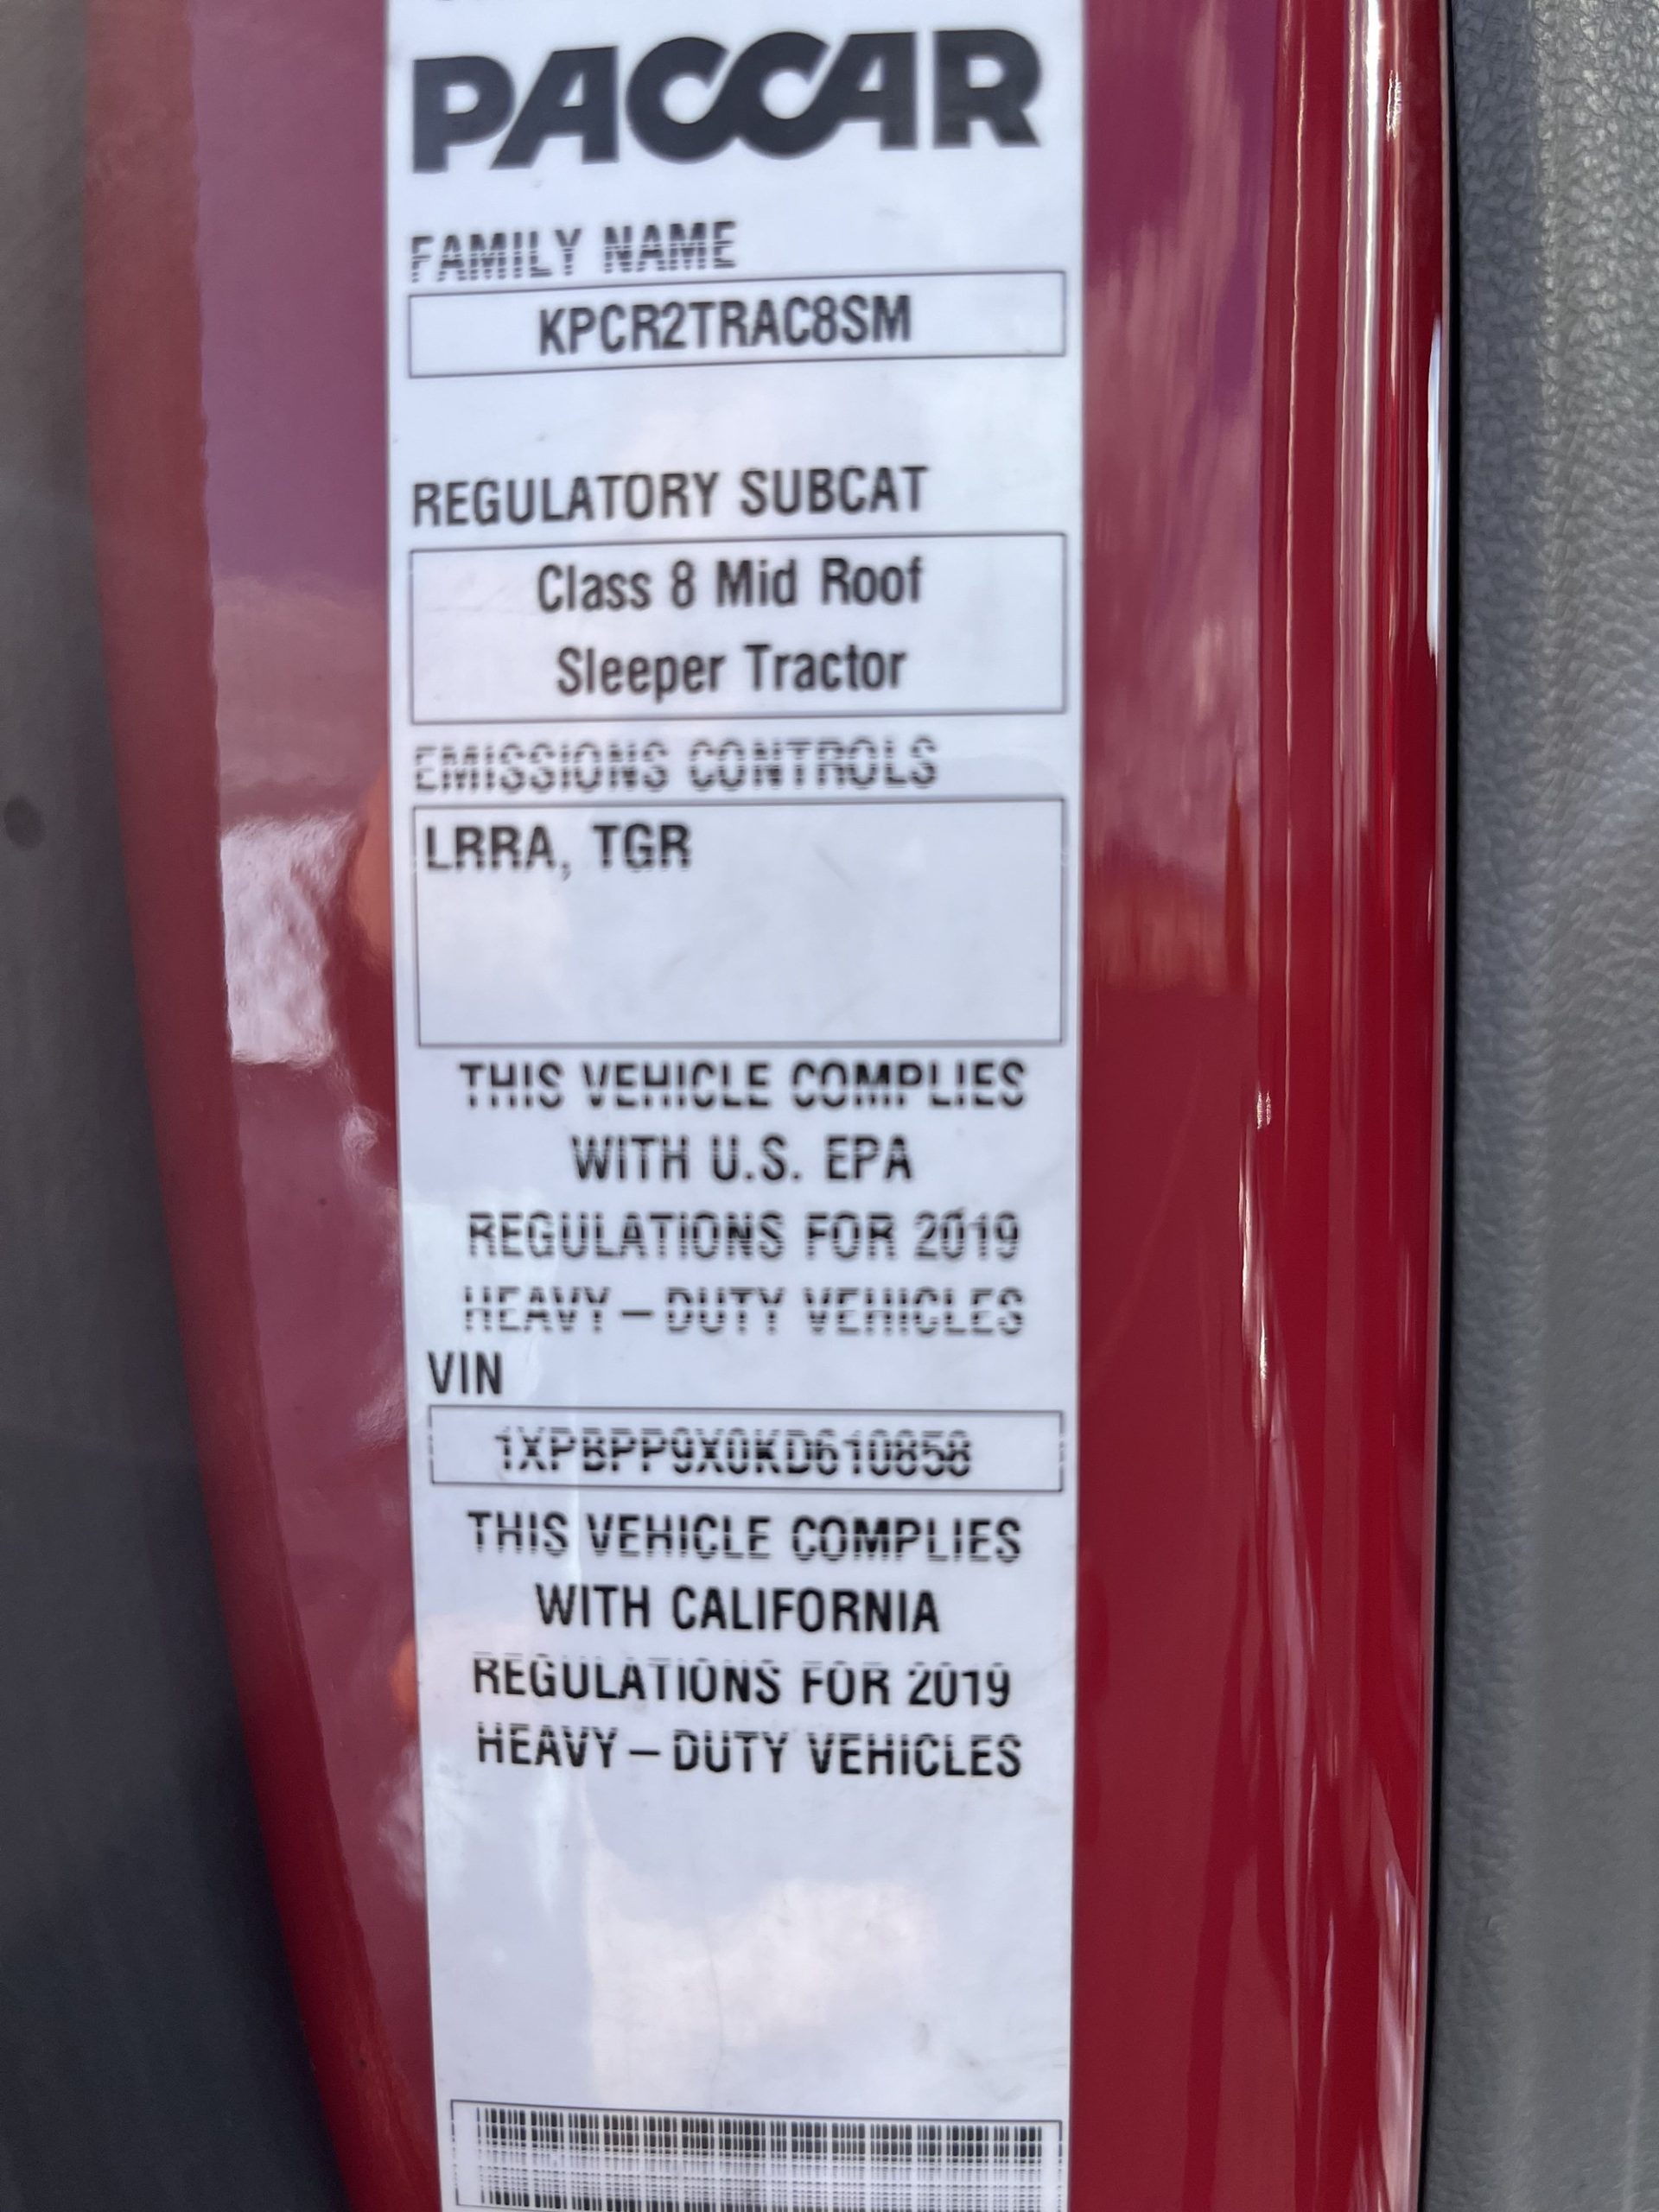 PACCAR
FAMILY NAME
KPCR2TRAC8SM
REGULATORY SUBCAT
Class 8 Mid Roof
Sleeper Tractor
EMISSIONS CONTROLS
LRRA, TGR
THIS VEHICLE COMPLIES
WITH U.S. EPA
REGULATIONS FOR 2019
HEAVY – DUTY VEHICLES
VIN
1XPBPP9X0KD610858
THIS VEHICLE COMPLIES
WITH CALIFORNIA
REGULATIONS FOR 2019
HEAVY – DUTY VEHICLES